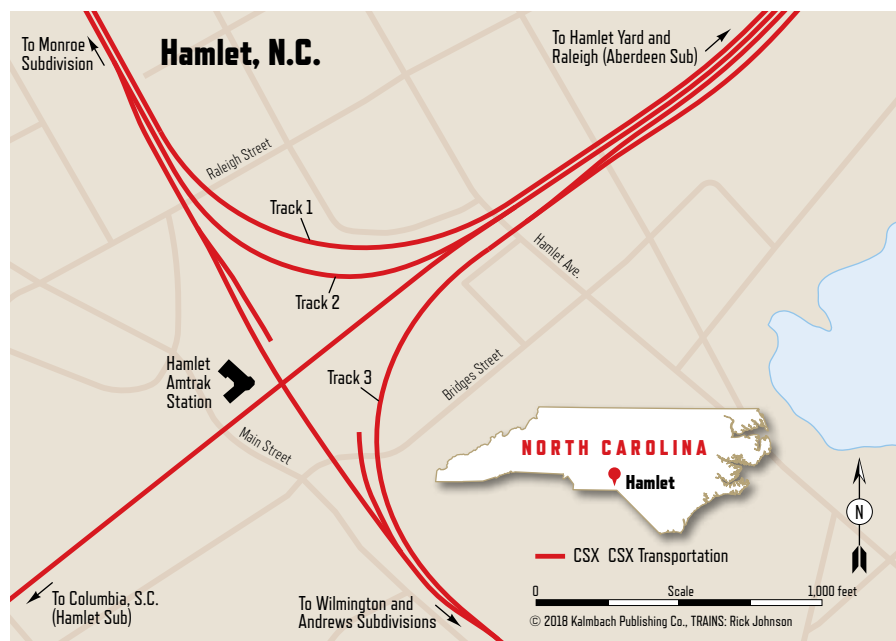 To Monroe
Subdivision
Hamlet, N.C.
To Hamlet Yard and
Raleigh (Aberdeen Sub)
Raleigh Street
Track 1
Hamlet Ave.
Track 2
Hamlet
Amtrak
Station
Track 3
Bridges Street
Main Street
NORTH CAROLINA
Hamlet
N
CSX CSX Transportation
To Columbia, S.C.
(Hamlet Sub)
To Wilmington and
Andrews Subdivisions
0 Scale 1,000 feet
© 2018 Kalmbach Publishing Co., TRAINS: Rick Johnson